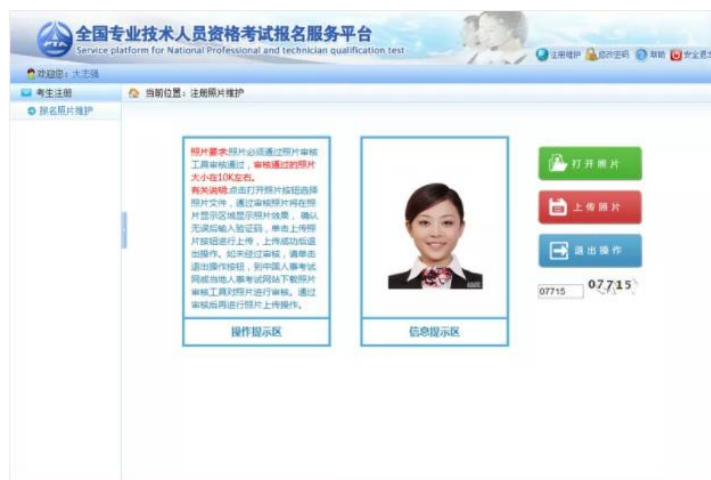 全国专业技术人员资格考试报名服务平台
Service platform for National Professional and technician qualification test
注册维护 修改密码 帮助 安全退出
欢迎您：大志强
考生注册
当前位置：注册照片维护
报名照片维护
照片要求:照片必须通过照片审核
工具审核通过，审核通过的照片
大小在10K左右。
有关说明:点击打开照片按钮选择
照片文件，通过审核照片将在照
片显示区域显示照片效果，确认
无误后输入验证码，单击上传照
片按钮进行上传，上传成功后退
出操作。如未经过审核，请单击
退出操作按钮，到中国人事考试
网或当地人事考试网站下载照片
审核工具对照片进行审核。通过
审核后再进行照片上传操作。
操作提示区
信息提示区
打开照片
上传照片
退出操作
07715
07715